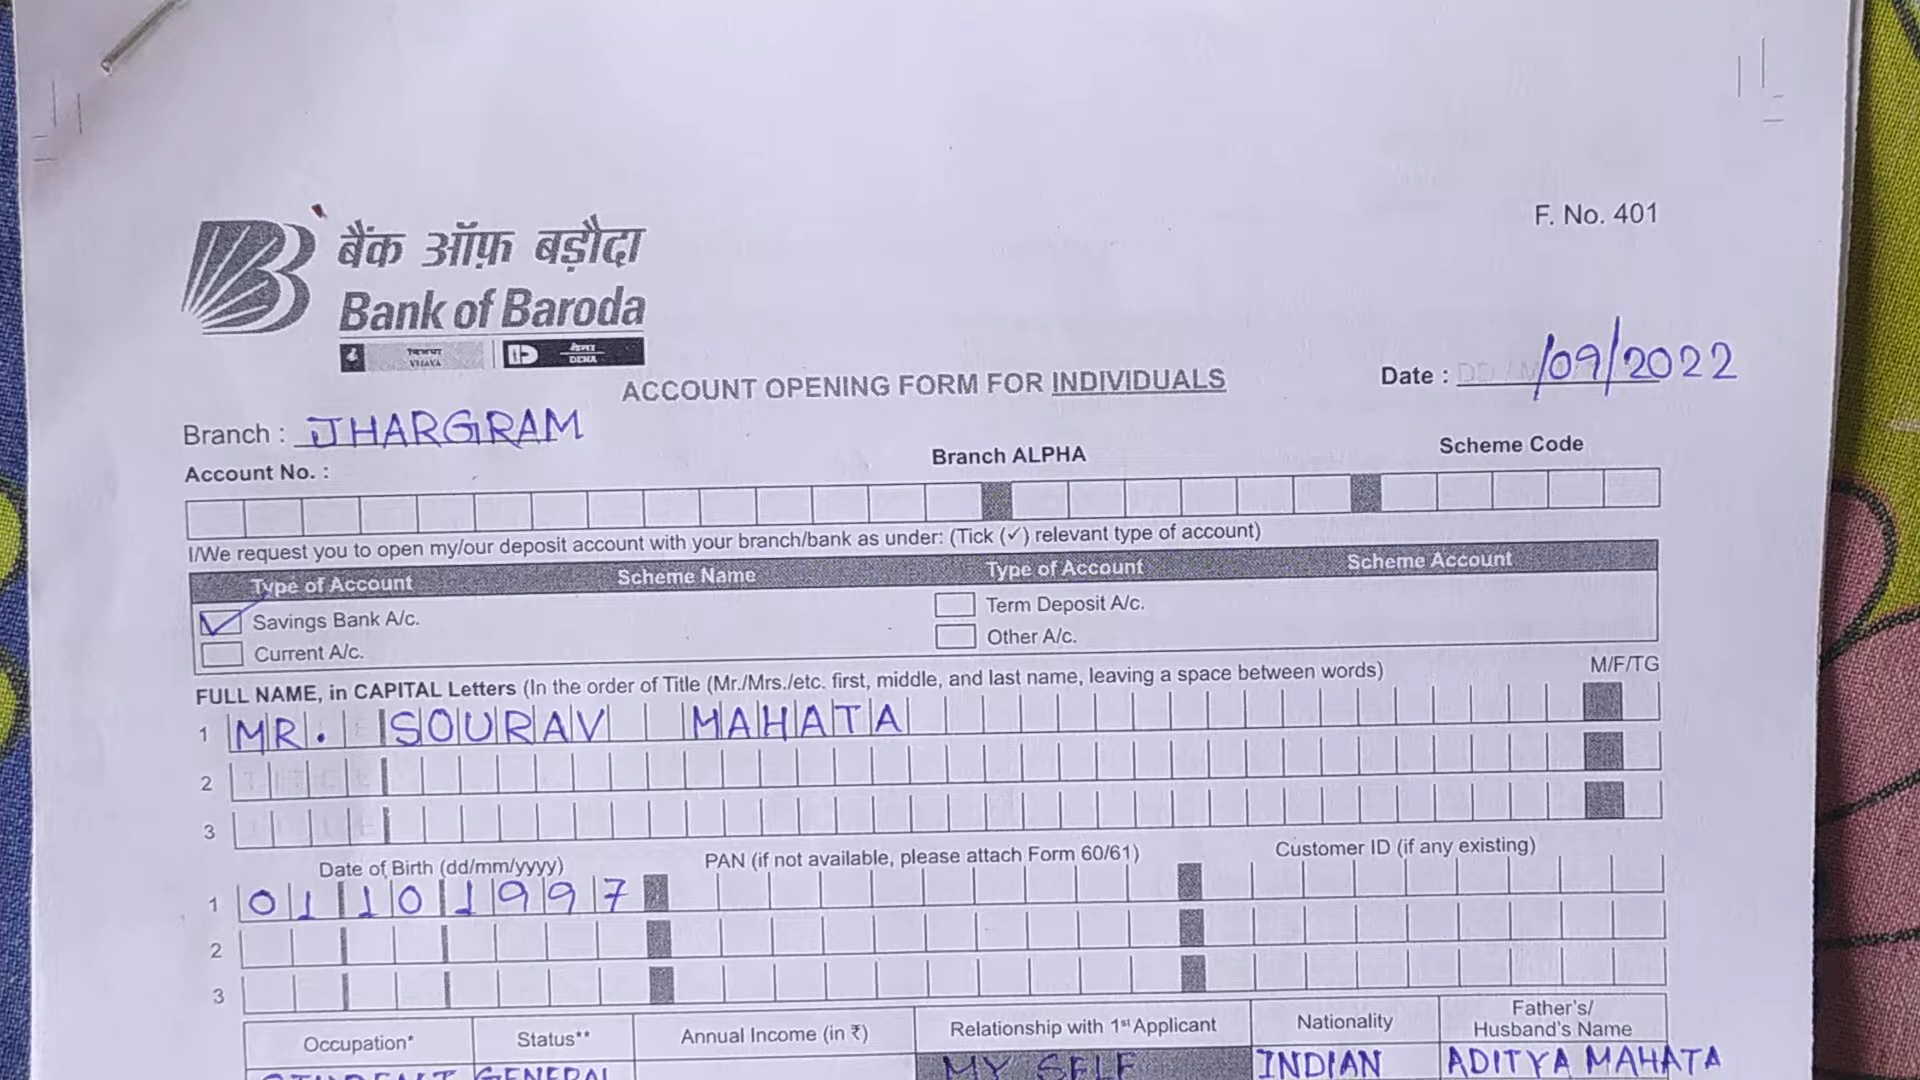 F. No. 401
बैंक ऑफ़ बड़ौदा
Bank of Baroda
विजया VIJAYA देना DENA
Date : /09/2022
ACCOUNT OPENING FORM FOR INDIVIDUALS
Branch : JHARGRAM
Account No. : Branch ALPHA Scheme Code
I/We request you to open my/our deposit account with your branch/bank as under: (Tick (✓) relevant type of account)
Type of Account Scheme Name Type of Account Scheme Account
✓ Savings Bank A/c. Term Deposit A/c.
Current A/c. Other A/c.
M/F/TG
FULL NAME, in CAPITAL Letters (In the order of Title (Mr./Mrs./etc. first, middle, and last name, leaving a space between words)
1 MR. SOURAV MAHATA
2 TITLE
3 TITLE
Date of Birth (dd/mm/yyyy) PAN (if not available, please attach Form 60/61) Customer ID (if any existing)
1 01101997
2
3
Occupation* Status** Annual Income (in ₹) Relationship with 1st Applicant Nationality Father's/ Husband's Name
STUDENT GENERAL MY SELF INDIAN ADITYA MAHATA